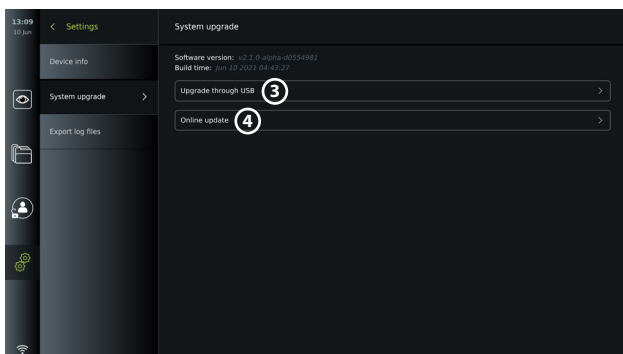 13:09
10 Jun
Settings
System upgrade
Device info
System upgrade
Export log files
Software version: v2.1.0-alpha-d0554981
Build time: Jun 10 2021 04:43:27
Upgrade through USB 3
Online update 4